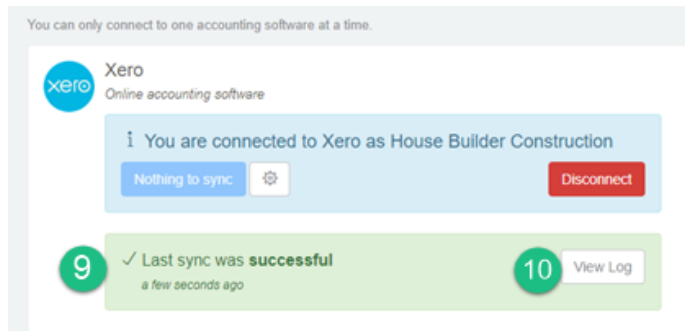 You can only connect to one accounting software at a time.
xero
Xero
Online accounting software
i You are connected to Xero as House Builder Construction
Nothing to sync
Disconnect
9
✓ Last sync was successful
a few seconds ago
10
View Log